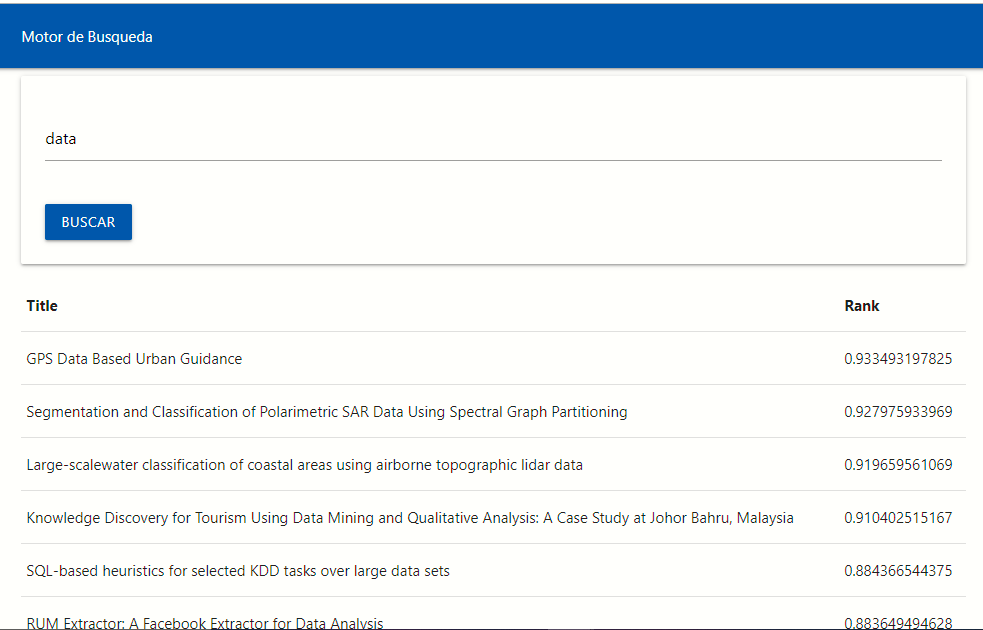 Motor de Busqueda
data
BUSCAR
Title Rank
GPS Data Based Urban Guidance 0.933493197825
Segmentation and Classification of Polarimetric SAR Data Using Spectral Graph Partitioning 0.927975933969
Large-scalewater classification of coastal areas using airborne topographic lidar data 0.919659561069
Knowledge Discovery for Tourism Using Data Mining and Qualitative Analysis: A Case Study at Johor Bahru, Malaysia 0.910402515167
SQL-based heuristics for selected KDD tasks over large data sets 0.884366544375
RUM Extractor: A Facebook Extractor for Data Analysis 0.883649494628